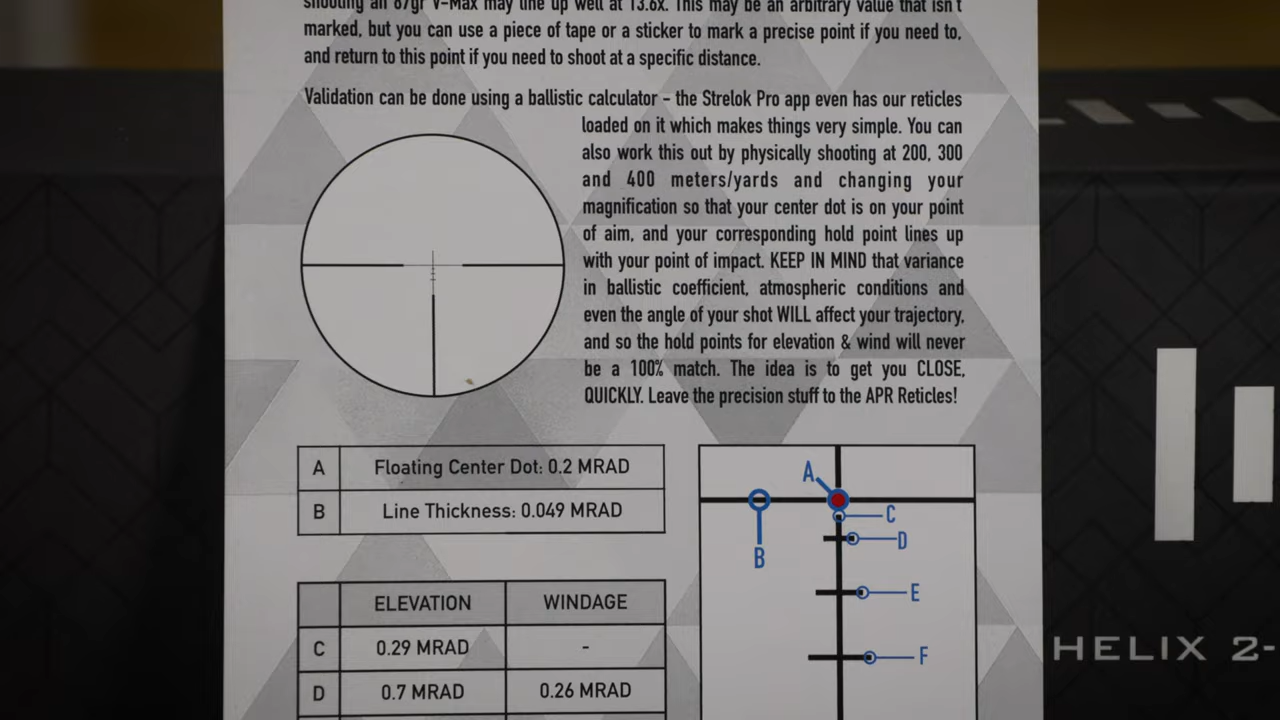 shooting an 87gr V-Max may line up well at 13.6x. This may be an arbitrary value that isn't
marked, but you can use a piece of tape or a sticker to mark a precise point if you need to,
and return to this point if you need to shoot at a specific distance.
Validation can be done using a ballistic calculator – the Strelok Pro app even has our reticles
loaded on it which makes things very simple. You can
also work this out by physically shooting at 200, 300
and 400 meters/yards and changing your
magnification so that your center dot is on your point
of aim, and your corresponding hold point lines up
with your point of impact. KEEP IN MIND that variance
in ballistic coefficient, atmospheric conditions and
even the angle of your shot WILL affect your trajectory,
and so the hold points for elevation & wind will never
be a 100% match. The idea is to get you CLOSE,
QUICKLY. Leave the precision stuff to the APR Reticles!
A Floating Center Dot: 0.2 MRAD
B Line Thickness: 0.049 MRAD
ELEVATION WINDAGE
C 0.29 MRAD -
D 0.7 MRAD 0.26 MRAD
A
C
D
B
E
F
HELIX 2-